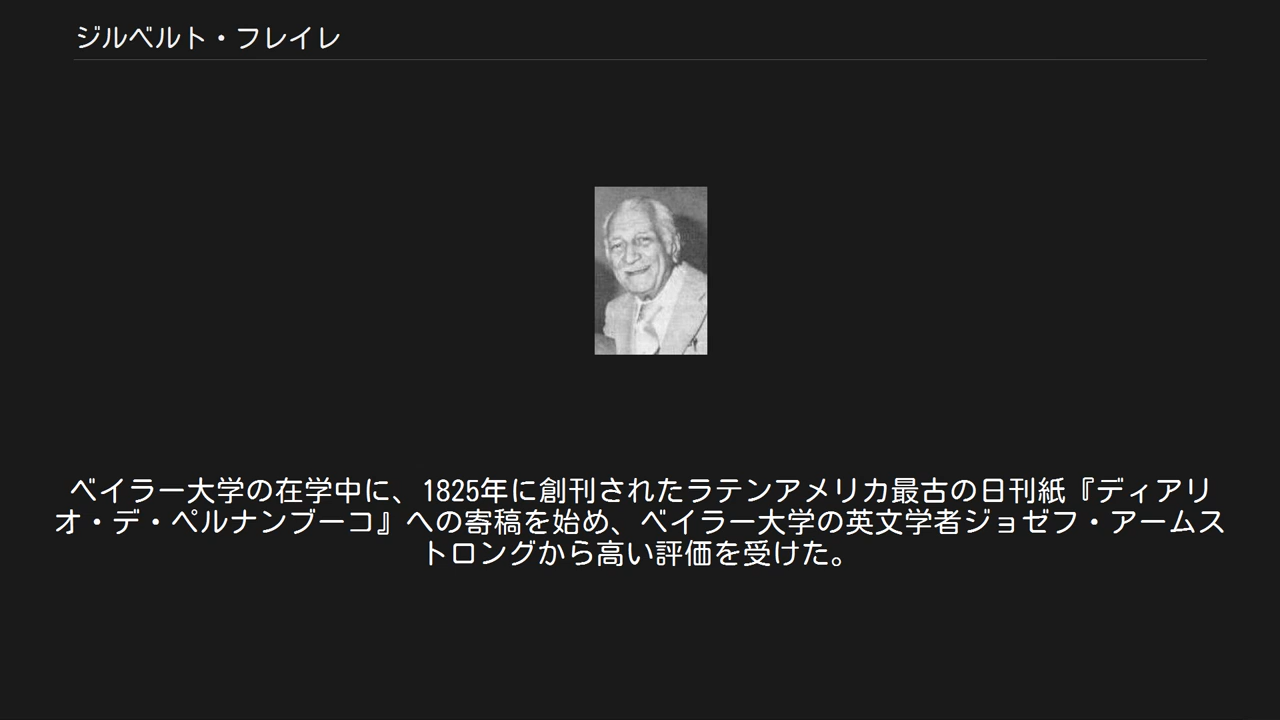 ジルベルト・フレイレ
ベイラー大学の在学中に、1825年に創刊されたラテンアメリカ最古の日刊紙『ディアリ
オ・デ・ペルナンブーコ』への寄稿を始め、ベイラー大学の英文学者ジョゼフ・アームス
トロングから高い評価を受けた。